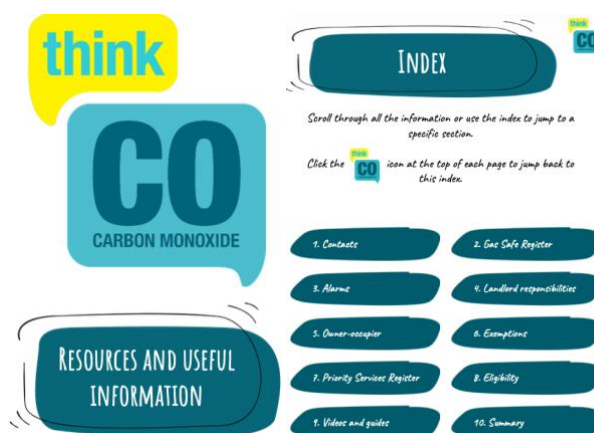 think
CO
CARBON MONOXIDE
RESOURCES AND USEFUL
INFORMATION
think
CO
INDEX
Scroll through all the information or use the index to jump to a
specific section.
Click the think CO icon at the top of each page to jump back to
this index.
1. Contacts
2. Gas Safe Register
3. Alarms
4. Landlord responsibilities
5. Owner-occupier
6. Exemptions
7. Priority Services Register
8. Eligibility
9. Videos and guides
10. Summary